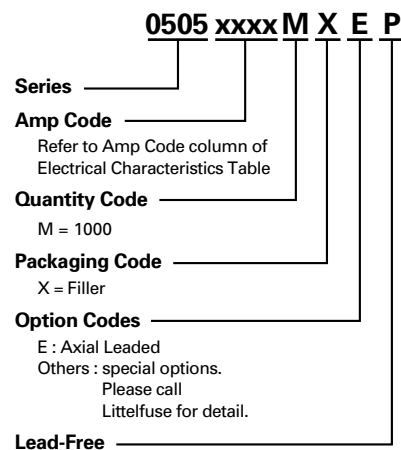 0505 xxxx M X E P
Series
Amp Code
Refer to Amp Code column of
Electrical Characteristics Table
Quantity Code
M = 1000
Packaging Code
X = Filler
Option Codes
E : Axial Leaded
Others : special options.
Please call
Littelfuse for detail.
Lead-Free